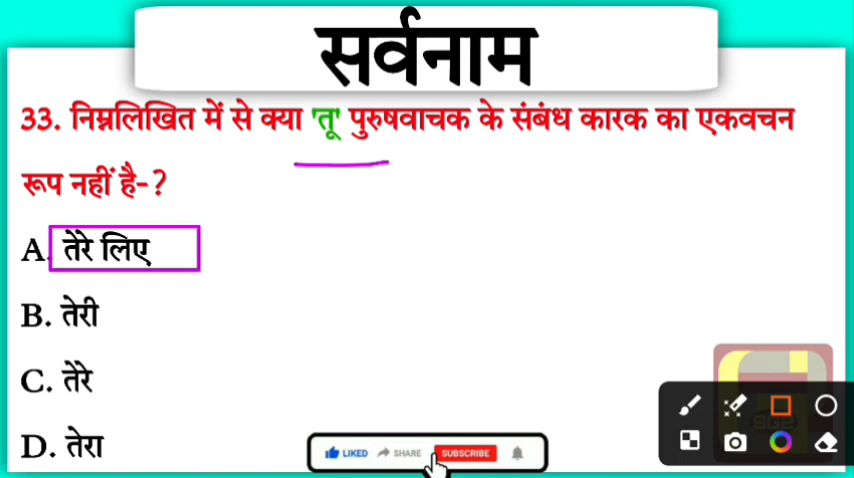 सर्वनाम
33. निम्नलिखित में से क्या 'तू' पुरुषवाचक के संबंध कारक का एकवचन
रूप नहीं है-?
A. तेरे लिए
B. तेरी
C. तेरे
D. तेरा
LIKED SHARE SUBSCRIBE